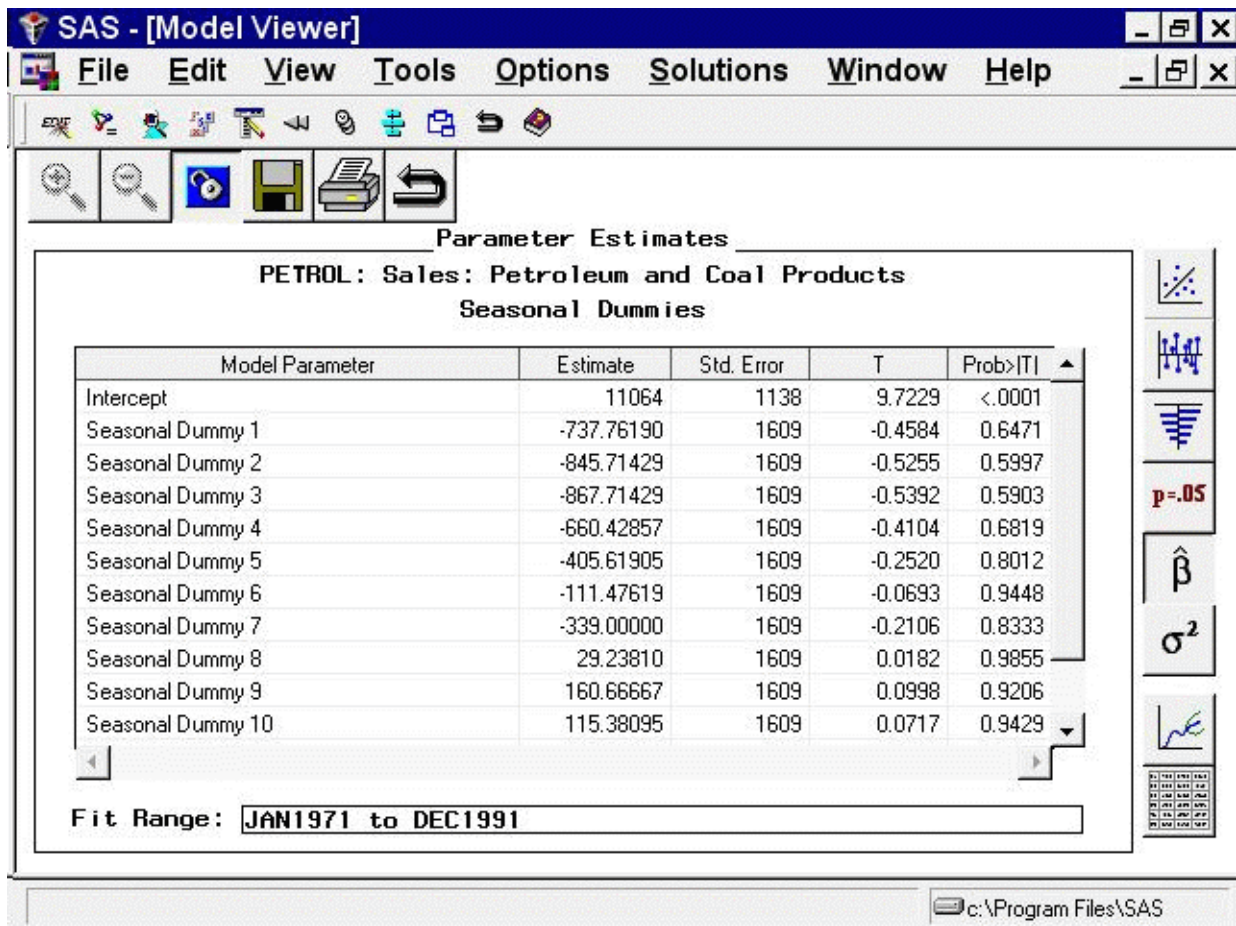 SAS - [Model Viewer]
File Edit View Tools Options Solutions Window Help
Parameter Estimates
PETROL: Sales: Petroleum and Coal Products
Seasonal Dummies
Model Parameter Estimate Std. Error T Prob>|T|
Intercept 11064 1138 9.7229 <.0001
Seasonal Dummy 1 -737.76190 1609 -0.4584 0.6471
Seasonal Dummy 2 -845.71429 1609 -0.5255 0.5997
Seasonal Dummy 3 -867.71429 1609 -0.5392 0.5903
Seasonal Dummy 4 -660.42857 1609 -0.4104 0.6819
Seasonal Dummy 5 -405.61905 1609 -0.2520 0.8012
Seasonal Dummy 6 -111.47619 1609 -0.0693 0.9448
Seasonal Dummy 7 -339.00000 1609 -0.2106 0.8333
Seasonal Dummy 8 29.23810 1609 0.0182 0.9855
Seasonal Dummy 9 160.66667 1609 0.0998 0.9206
Seasonal Dummy 10 115.38095 1609 0.0717 0.9429
Fit Range: JAN1971 to DEC1991
p=.05
β̂
σ²
c:\Program Files\SAS